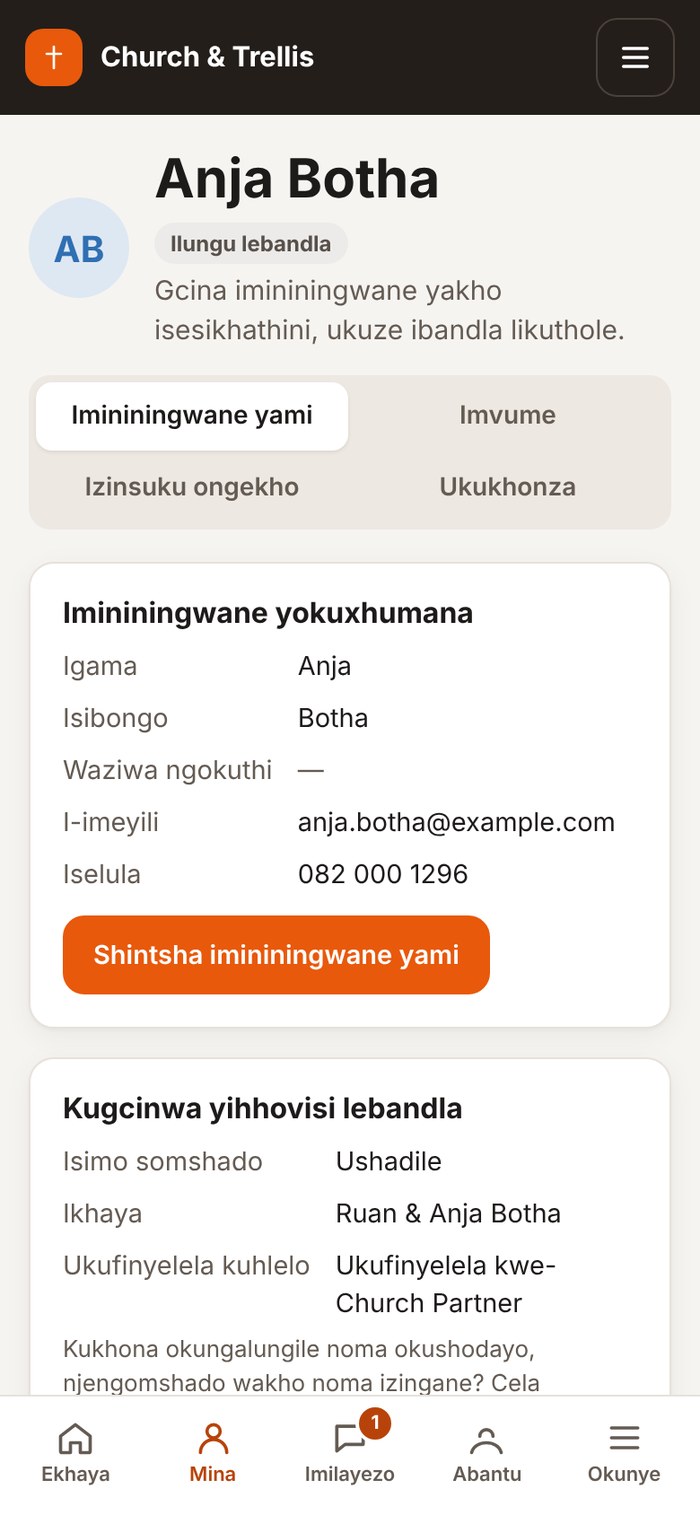 Church & Trellis
Anja Botha
AB
Ilungu lebandla
Gcina imininingwane yakho
isesikhathini, ukuze ibandla likuthole.
Imininingwane yami
Imvume
Izinsuku ongekho
Ukukhonza
Imininingwane yokuxhumana
Igama Anja
Isibongo Botha
Waziwa ngokuthi —
I-imeyili anja.botha@example.com
Iselula 082 000 1296
Shintsha imininingwane yami
Kugcinwa yihhovisi lebandla
Isimo somshado Ushadile
Ikhaya Ruan & Anja Botha
Ukufinyelela kuhlelo Ukufinyelela kwe-
Church Partner
Kukhona okungalungile noma okushodayo,
njengomshado wakho noma izingane? Cela
1
Ekhaya
Mina
Imilayezo
Abantu
Okunye